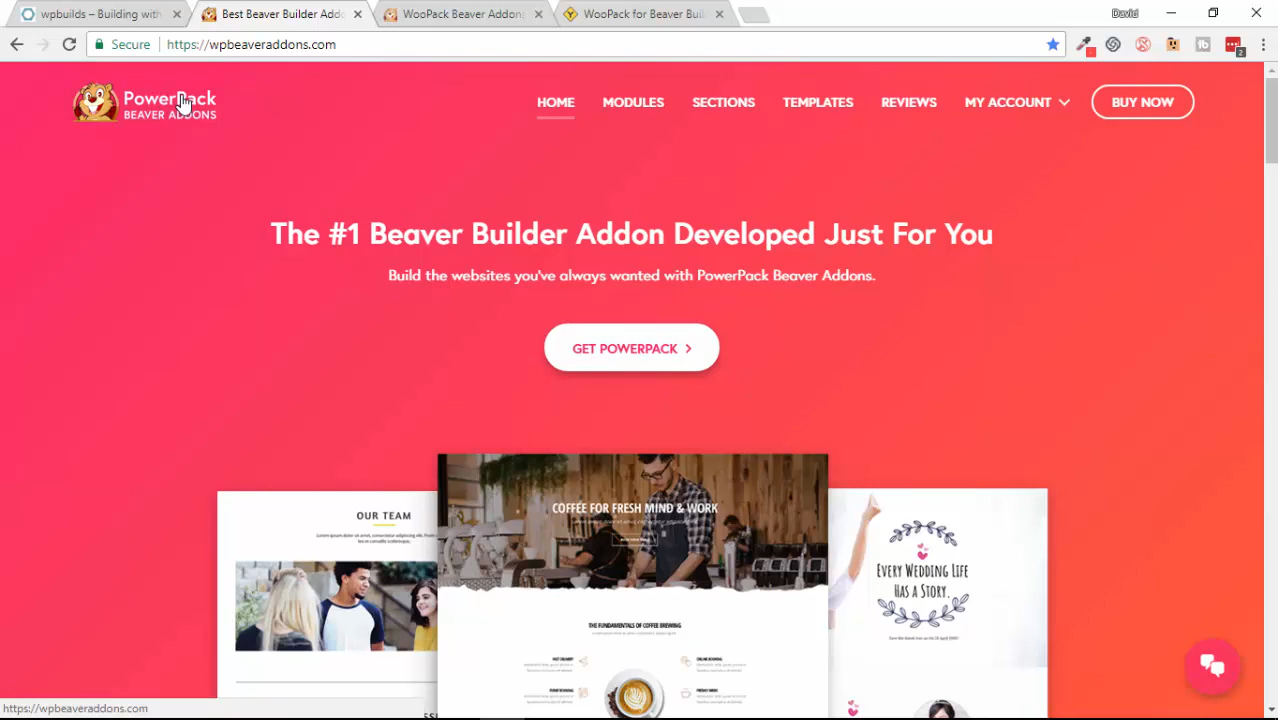 wpbuilds - Building with
Best Beaver Builder Addo
WooPack Beaver Addons
WooPack for Beaver Buil
David
Secure
https://wpbeaveraddons.com
2
PowerPack
BEAVER ADDONS
HOME
MODULES
SECTIONS
TEMPLATES
REVIEWS
MY ACCOUNT
BUY NOW
The #1 Beaver Builder Addon Developed Just For You
Build the websites you've always wanted with PowerPack Beaver Addons.
GET POWERPACK >
OUR TEAM
COFFEE FOR FRESH MIND & WORK
EVERY WEDDING LIFE
HAS A STORY.
THE FUNDAMENTALS OF COFFEE BREWING
https://wpbeaveraddons.com